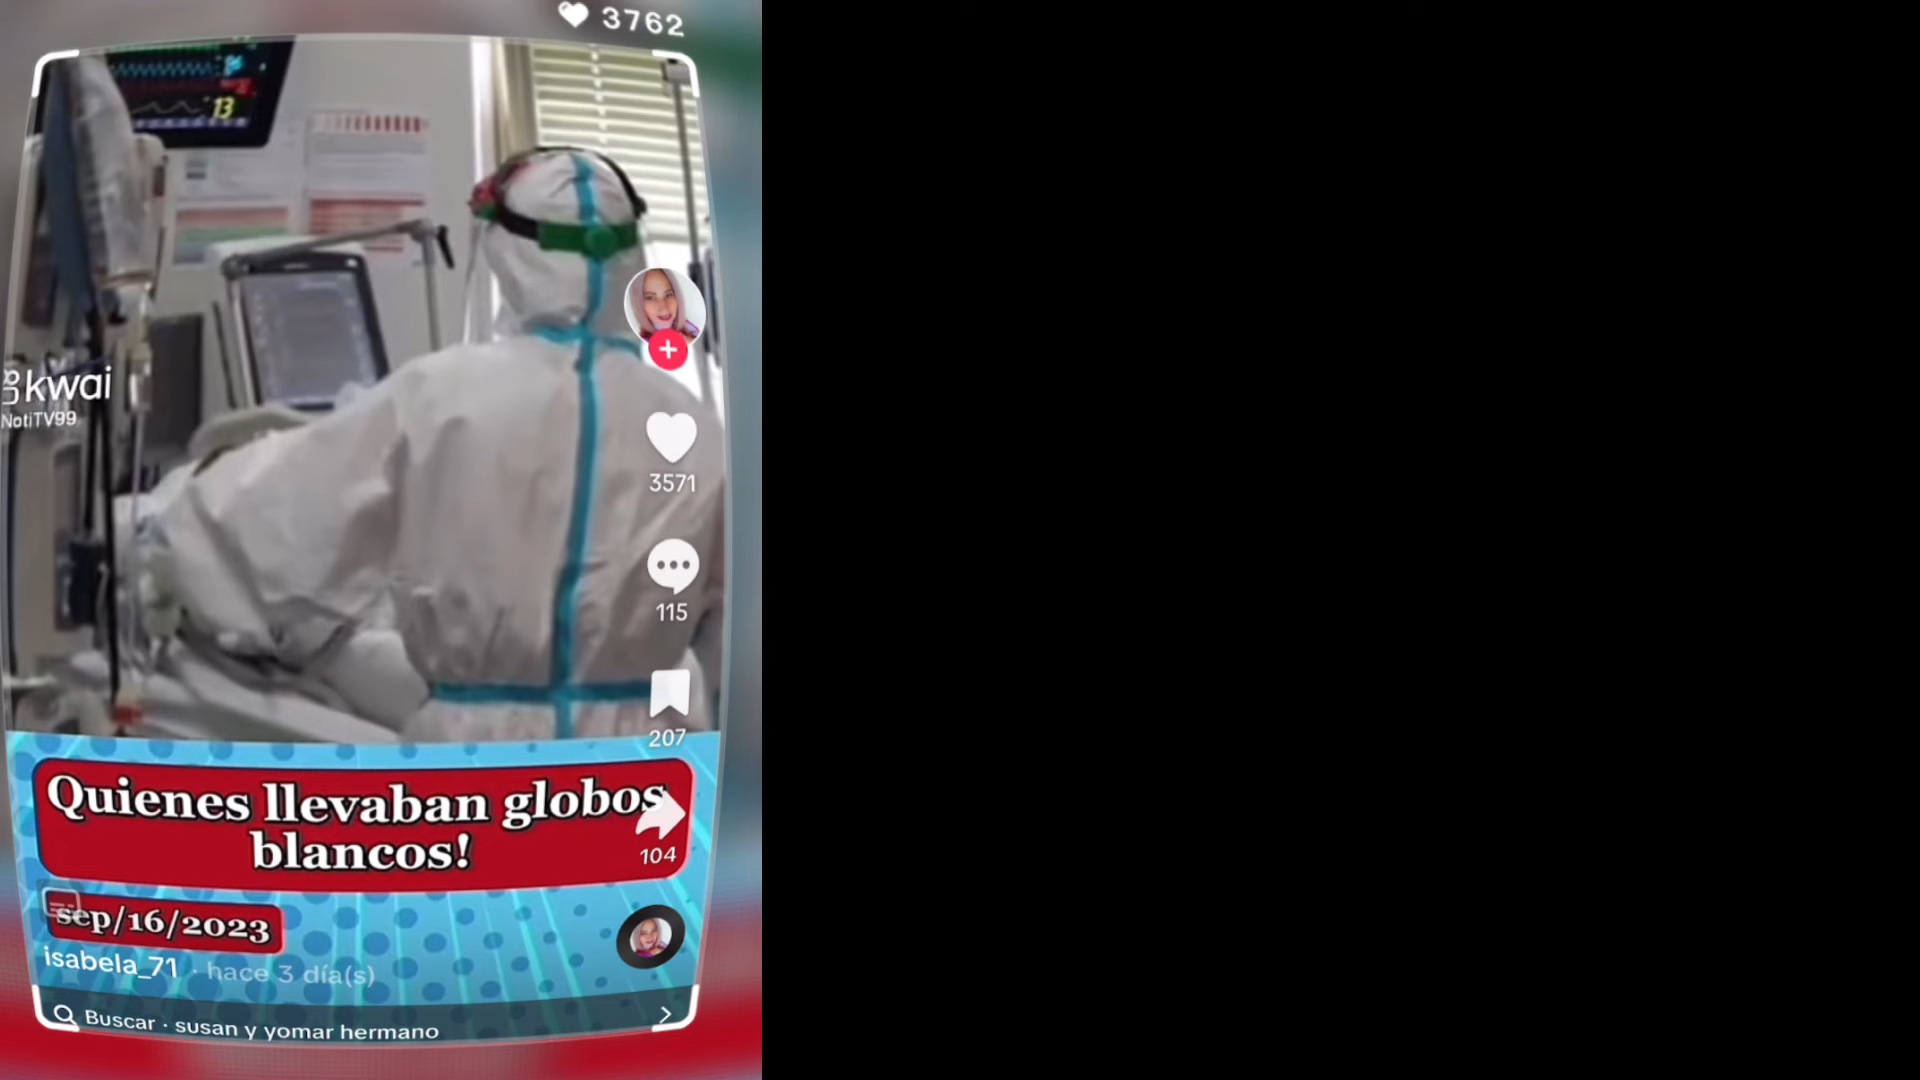 3762
13
kwai
NotiTV99
3571
115
207
Quienes llevaban globos
blancos!
104
sep/16/2023
isabela_71 · hace 3 día(s)
Buscar · susan y yomar hermano